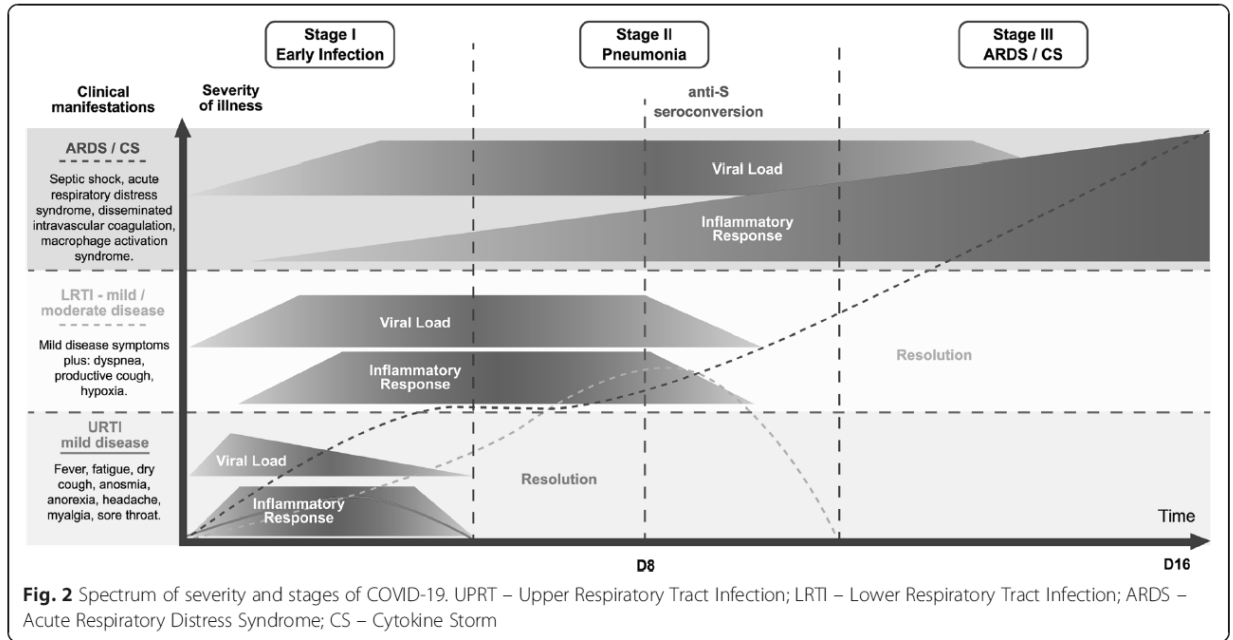 Stage I
Early Infection
Stage II
Pneumonia
Stage III
ARDS / CS
Clinical
manifestations
Severity
of illness
anti-S
seroconversion
ARDS / CS
Septic shock, acute
respiratory distress
syndrome, disseminated
intravascular coagulation,
macrophage activation
syndrome.
Viral Load
Inflammatory
Response
LRTI - mild /
moderate disease
Mild disease symptoms
plus: dyspnea,
productive cough,
hypoxia.
Viral Load
Inflammatory
Response
Resolution
URTI
mild disease
Fever, fatigue, dry
cough, anosmia,
anorexia, headache,
myalgia, sore throat.
Viral Load
Inflammatory
Response
Resolution
Time
D8
D16
Fig. 2 Spectrum of severity and stages of COVID-19. UPRT – Upper Respiratory Tract Infection; LRTI – Lower Respiratory Tract Infection; ARDS –
Acute Respiratory Distress Syndrome; CS – Cytokine Storm